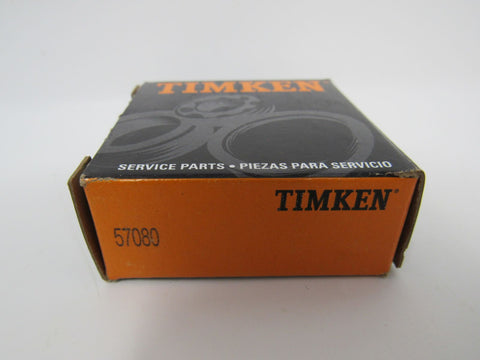 TIMKEN
SERVICE PARTS • PIEZAS PARA SERVICIO
TIMKEN®
57080